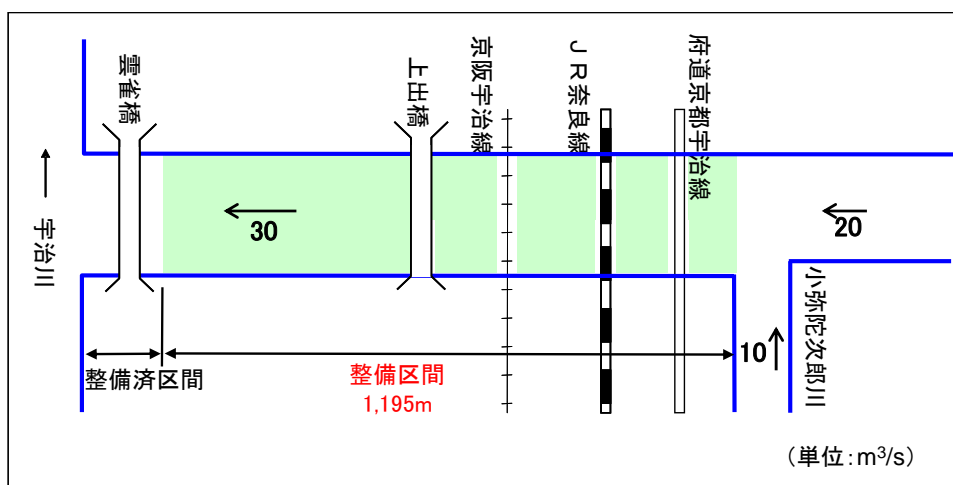 雲雀橋
上出橋
京阪宇治線
JR奈良線
府道京都宇治線
宇治川
30
20
10
小弥陀次郎川
整備済区間
整備区間
1,195m
（単位：m³/s）